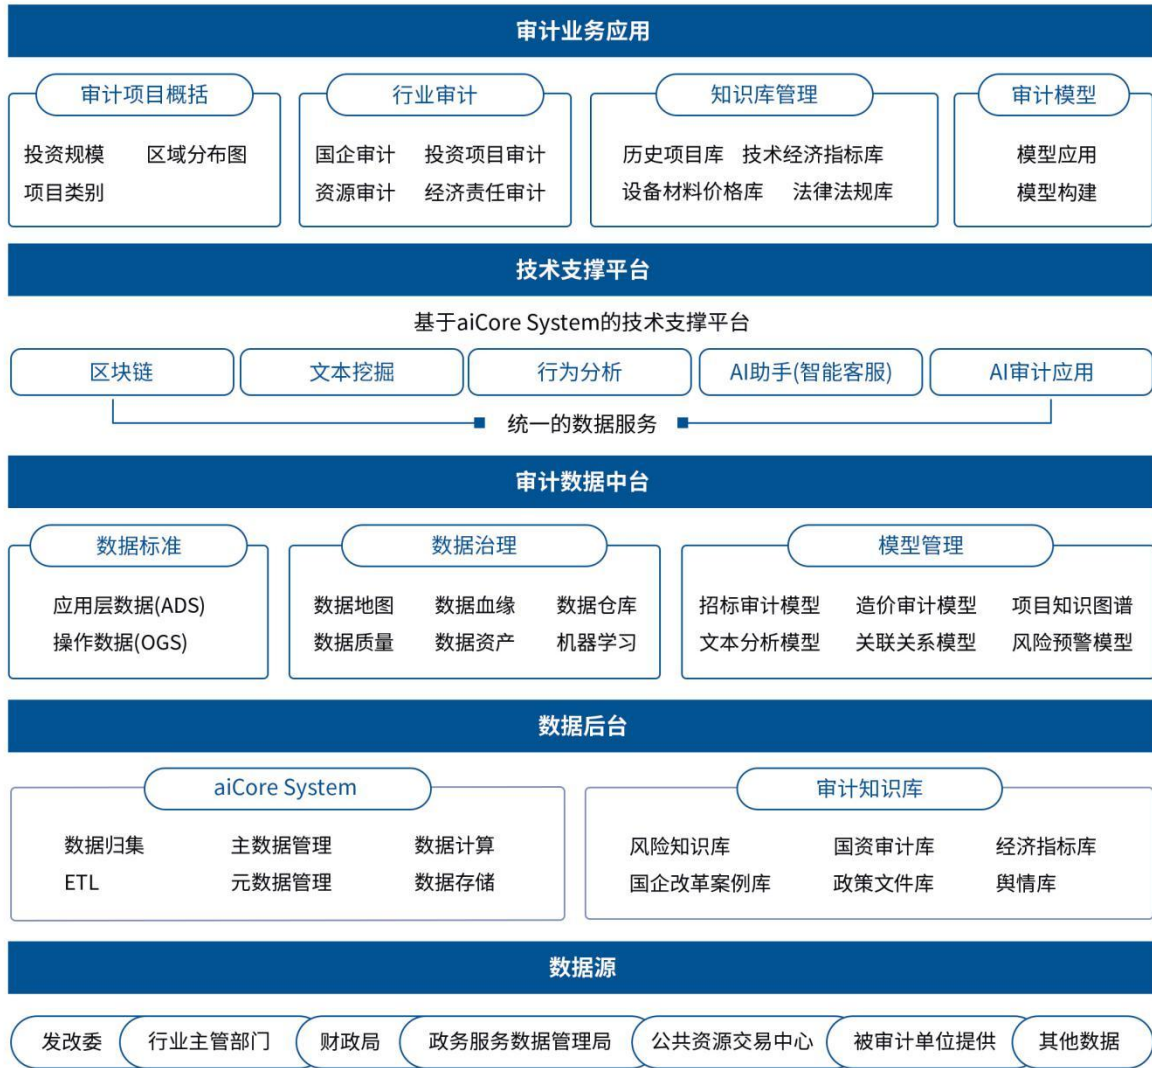 审计业务应用
审计项目概括
行业审计
知识库管理
审计模型
投资规模 区域分布图
项目类别
国企审计 投资项目审计
资源审计 经济责任审计
历史项目库 技术经济指标库
设备材料价格库 法律法规库
模型应用
模型构建
技术支撑平台
基于aiCore System的技术支撑平台
区块链
文本挖掘
行为分析
AI助手(智能客服)
AI审计应用
统一的数据服务
审计数据中台
数据标准
数据治理
模型管理
应用层数据(ADS)
操作数据(OGS)
数据地图 数据血缘 数据仓库
数据质量 数据资产 机器学习
招标审计模型 造价审计模型 项目知识图谱
文本分析模型 关联关系模型 风险预警模型
数据后台
aiCore System
审计知识库
数据归集 主数据管理 数据计算
ETL 元数据管理 数据存储
风险知识库 国资审计库 经济指标库
国企改革案例库 政策文件库 舆情库
数据源
发改委
行业主管部门
财政局
政务服务数据管理局
公共资源交易中心
被审计单位提供
其他数据